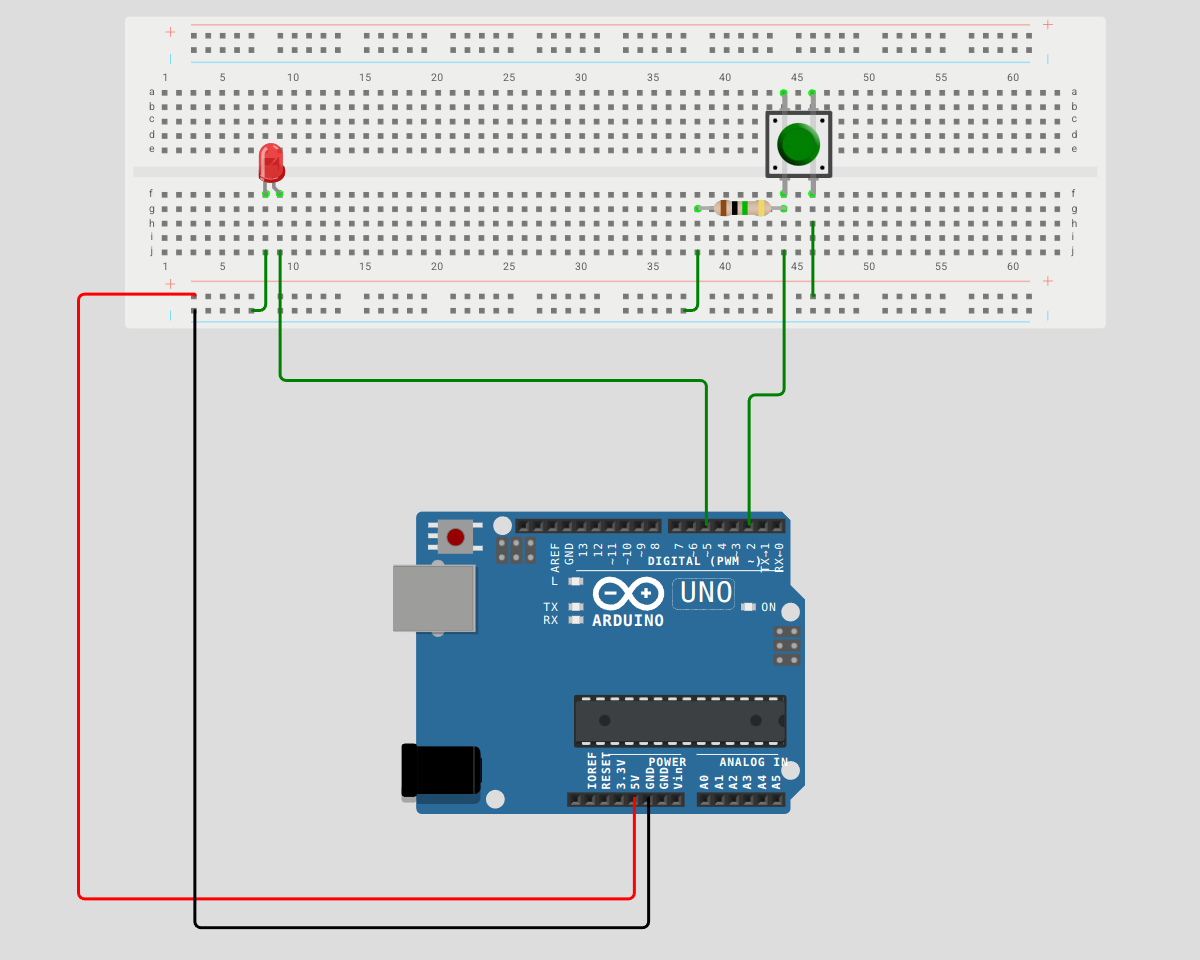 + +
| |
1 5 10 15 20 25 30 35 40 45 50 55 60
a a
b b
c c
d d
e e
f f
g g
h h
i i
j j
1 5 10 15 20 25 30 35 40 45 50 55 60
+ +
| |
AREF GND 13 12 ~11 ~10 ~9 8 7 ~6 ~5 4 ~3 2 TX→1 RX←0
DIGITAL (PWM ~)
L
UNO
TX ON
RX ARDUINO
POWER ANALOG IN
IOREF RESET 3.3V 5V GND GND Vin A0 A1 A2 A3 A4 A5